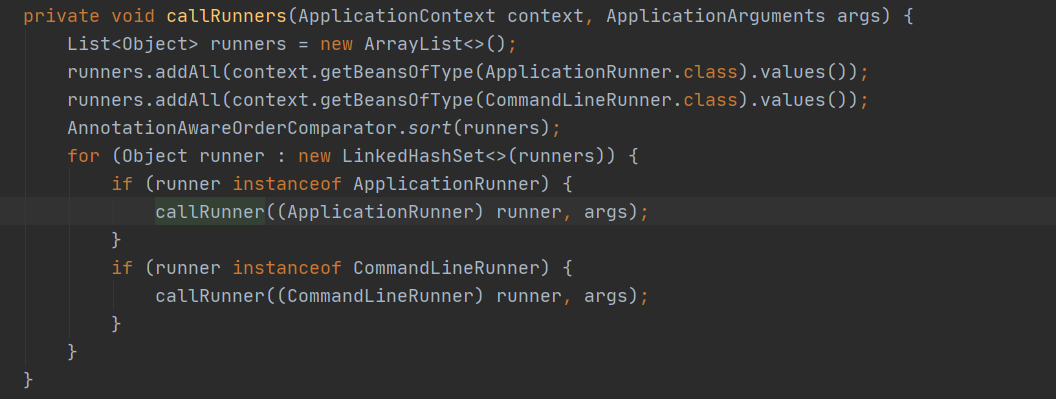 private void callRunners(ApplicationContext context, ApplicationArguments args) {
    List<Object> runners = new ArrayList<>();
    runners.addAll(context.getBeansOfType(ApplicationRunner.class).values());
    runners.addAll(context.getBeansOfType(CommandLineRunner.class).values());
    AnnotationAwareOrderComparator.sort(runners);
    for (Object runner : new LinkedHashSet<>(runners)) {
        if (runner instanceof ApplicationRunner) {
            callRunner((ApplicationRunner) runner, args);
        }
        if (runner instanceof CommandLineRunner) {
            callRunner((CommandLineRunner) runner, args);
        }
    }
}